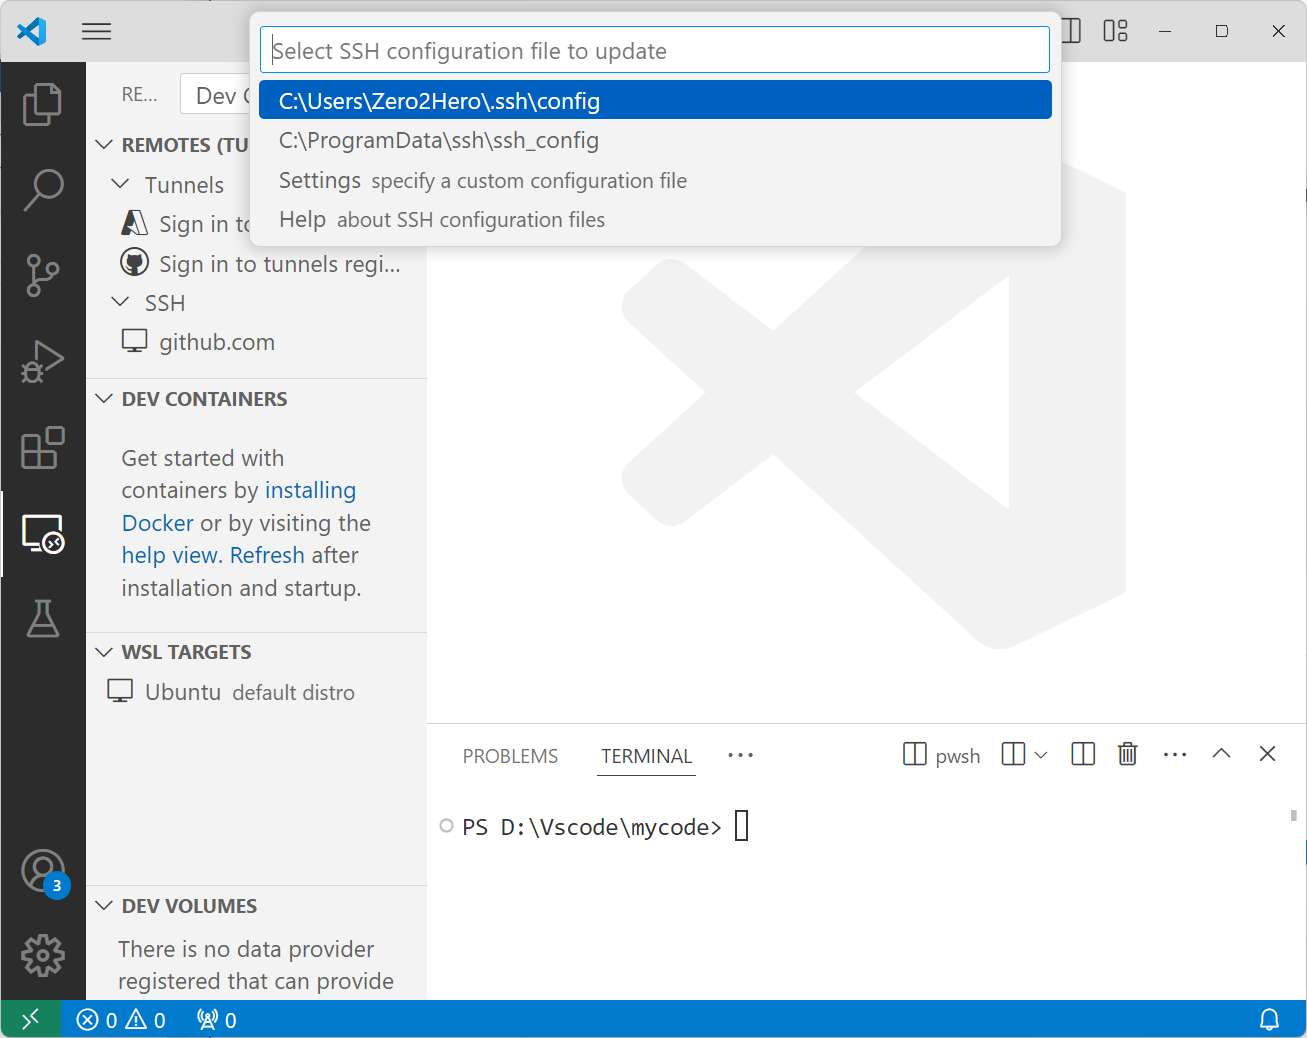 Select SSH configuration file to update
C:\Users\Zero2Hero\.ssh\config
C:\ProgramData\ssh\ssh_config
Settings specify a custom configuration file
Help about SSH configuration files
RE...
Dev
REMOTES (TU
Tunnels
Sign in to
Sign in to tunnels regi...
SSH
github.com
DEV CONTAINERS
Get started with
containers by installing
Docker or by visiting the
help view. Refresh after
installation and startup.
WSL TARGETS
Ubuntu default distro
DEV VOLUMES
There is no data provider
registered that can provide
PROBLEMS TERMINAL ...
pwsh
PS D:\Vscode\mycode>
3
0 0 0